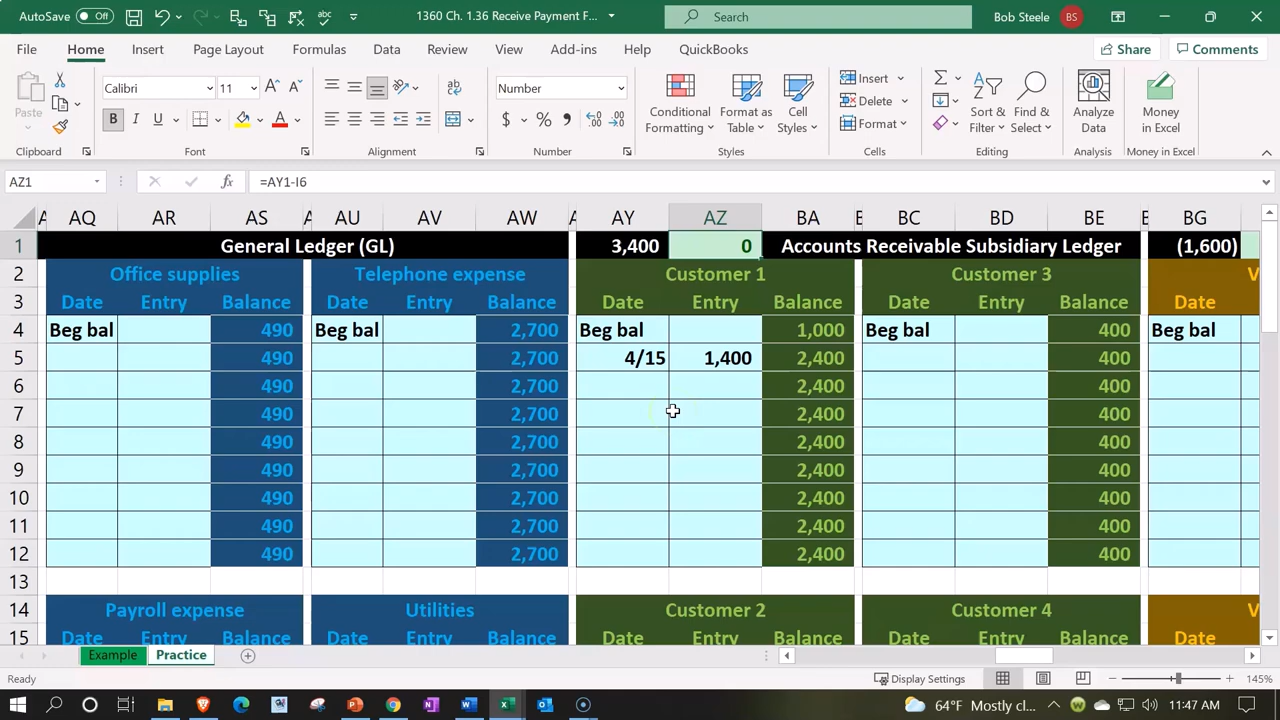 AutoSave Off 1360 Ch. 1.36 Receive Payment F... Search Bob Steele BS
File Home Insert Page Layout Formulas Data Review View Add-ins Help QuickBooks Share Comments
Calibri 11 Number Insert
Paste Conditional Formatting Format as Table Cell Styles Delete Sort & Filter Find & Select Analyze Data Money in Excel
Format
Clipboard Font Alignment Number Styles Cells Editing Analysis Money in Excel
AZ1 fx =AY1-I6
AQ AR AS AU AV AW AY AZ BA BC BD BE BG
1 General Ledger (GL) 3,400 0 Accounts Receivable Subsidiary Ledger (1,600)
2 Office supplies Telephone expense Customer 1 Customer 3 V
3 Date Entry Balance Date Entry Balance Date Entry Balance Date Entry Balance Date
4 Beg bal 490 Beg bal 2,700 Beg bal 1,000 Beg bal 400 Beg bal
5 490 2,700 4/15 1,400 2,400 400
6 490 2,700 2,400 400
7 490 2,700 2,400 400
8 490 2,700 2,400 400
9 490 2,700 2,400 400
10 490 2,700 2,400 400
11 490 2,700 2,400 400
12 490 2,700 2,400 400
13
14 Payroll expense Utilities Customer 2 Customer 4 V
15 Date Entry Balance Date Entry Balance Date Entry Balance Date Entry Balance Date
Example Practice
Ready Display Settings 145%
64°F Mostly cl... 11:47 AM